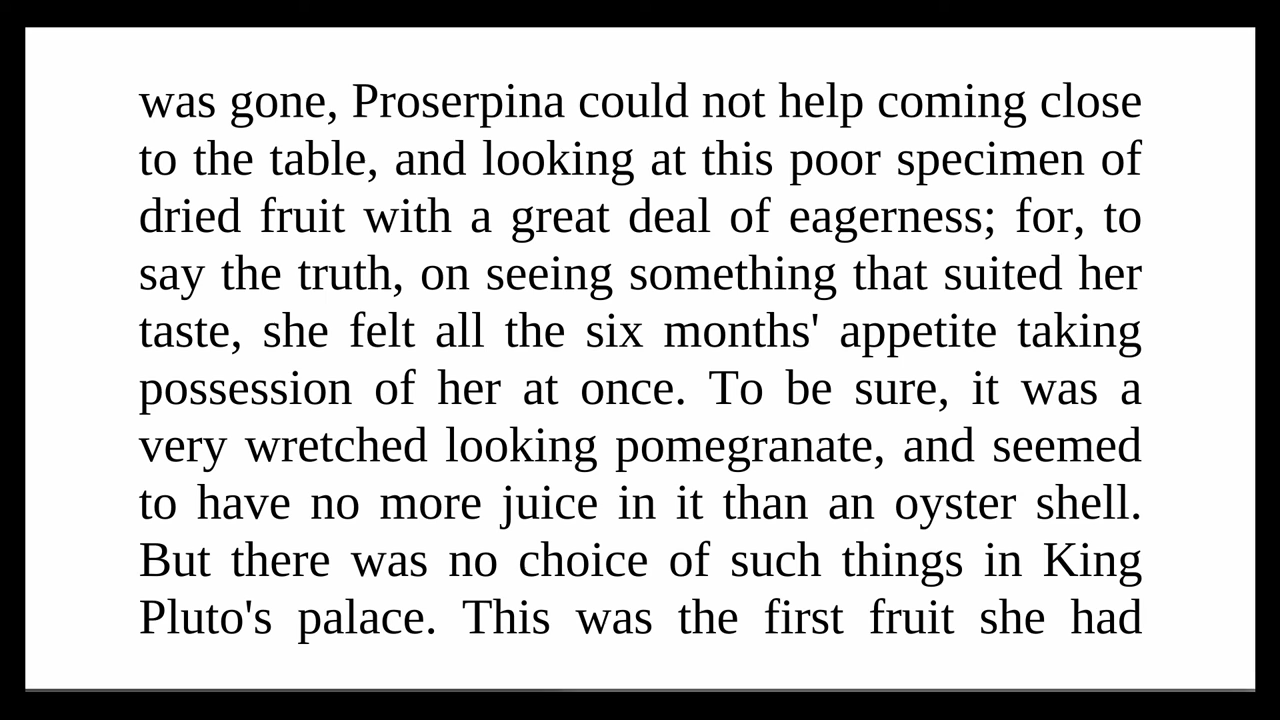 was gone, Proserpina could not help coming close
to the table, and looking at this poor specimen of
dried fruit with a great deal of eagerness; for, to
say the truth, on seeing something that suited her
taste, she felt all the six months' appetite taking
possession of her at once. To be sure, it was a
very wretched looking pomegranate, and seemed
to have no more juice in it than an oyster shell.
But there was no choice of such things in King
Pluto's palace. This was the first fruit she had